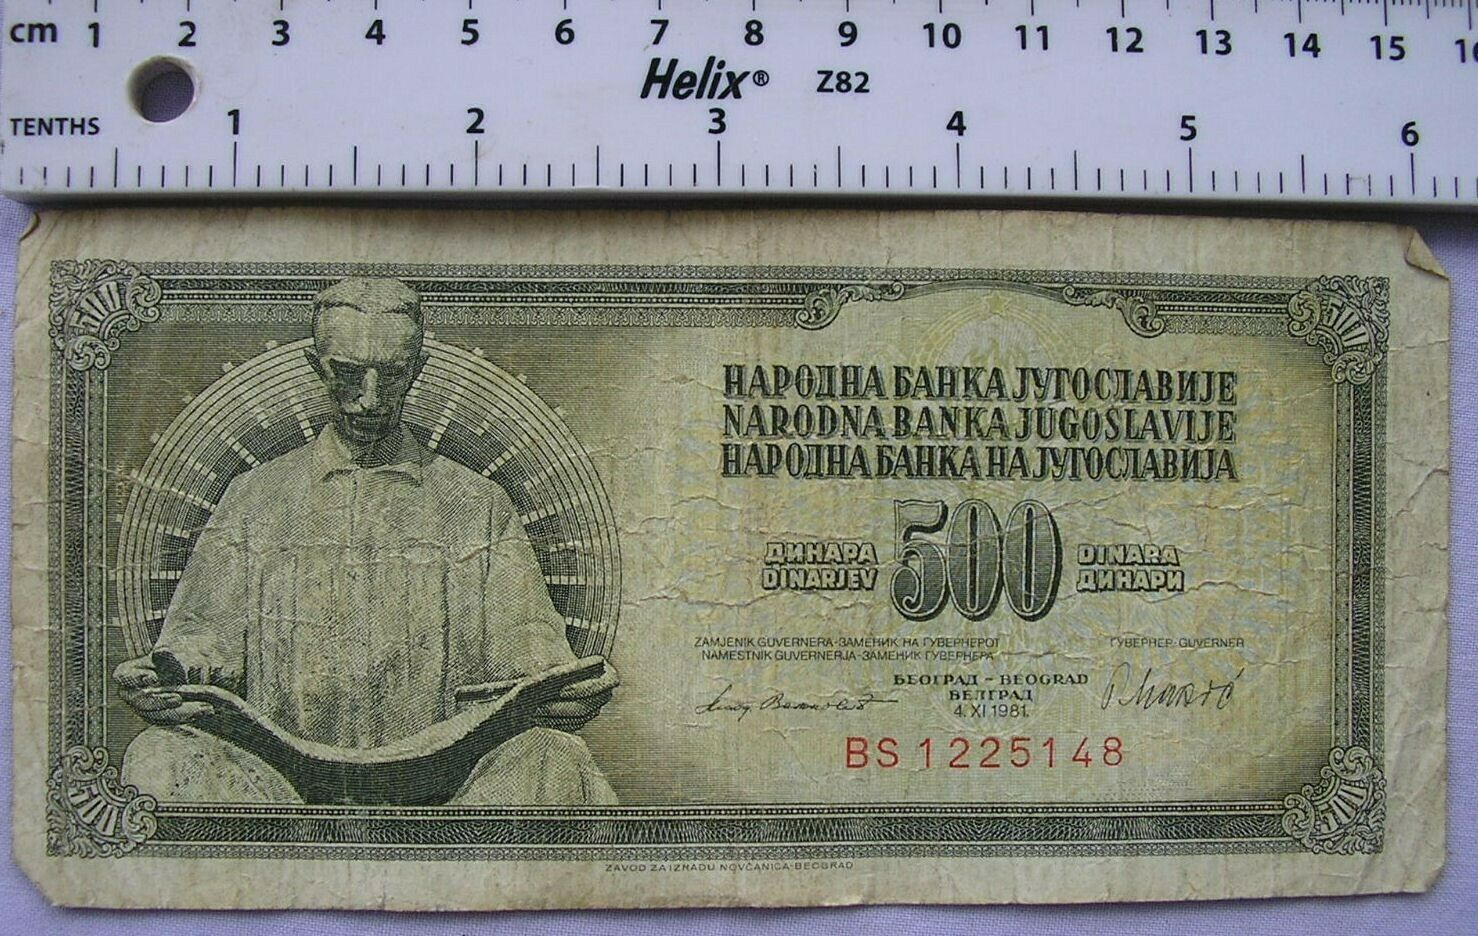 cm 1 2 3 4 5 6 7 8 9 10 11 12 13 14 15
Helix® Z82
TENTHS 1 2 3 4 5 6
НАРОДНА БАНКА ЈУГОСЛАВИЈЕ
NARODNA BANKA JUGOSLAVIJE
НАРОДНА БАНКА НА ЈУГОСЛАВИЈА
500
ДИНАРА
DINARJEV
DINARA
ДИНАРИ
ZAMJENIK GUVERNERA-ЗАМЕНИК НА ГУВЕРНЕРОТ
NAMESTNIK GUVERNERJA-ЗАМЕНИК ГУВЕРНЕРА
ГУВЕРНЕР-GUVERNER
БЕОГРАД - BEOGRAD
БЕЛГРАД
4. XI 1981.
BS 1225148
ZAVOD ZA IZRADU NOVČANICA-BEOGRAD